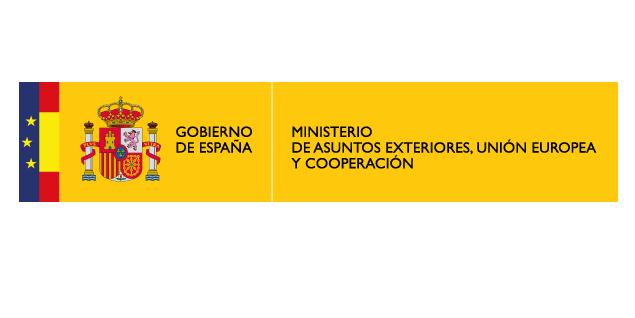 GOBIERNO
DE ESPAÑA
MINISTERIO
DE ASUNTOS EXTERIORES, UNIÓN EUROPEA
Y COOPERACIÓN